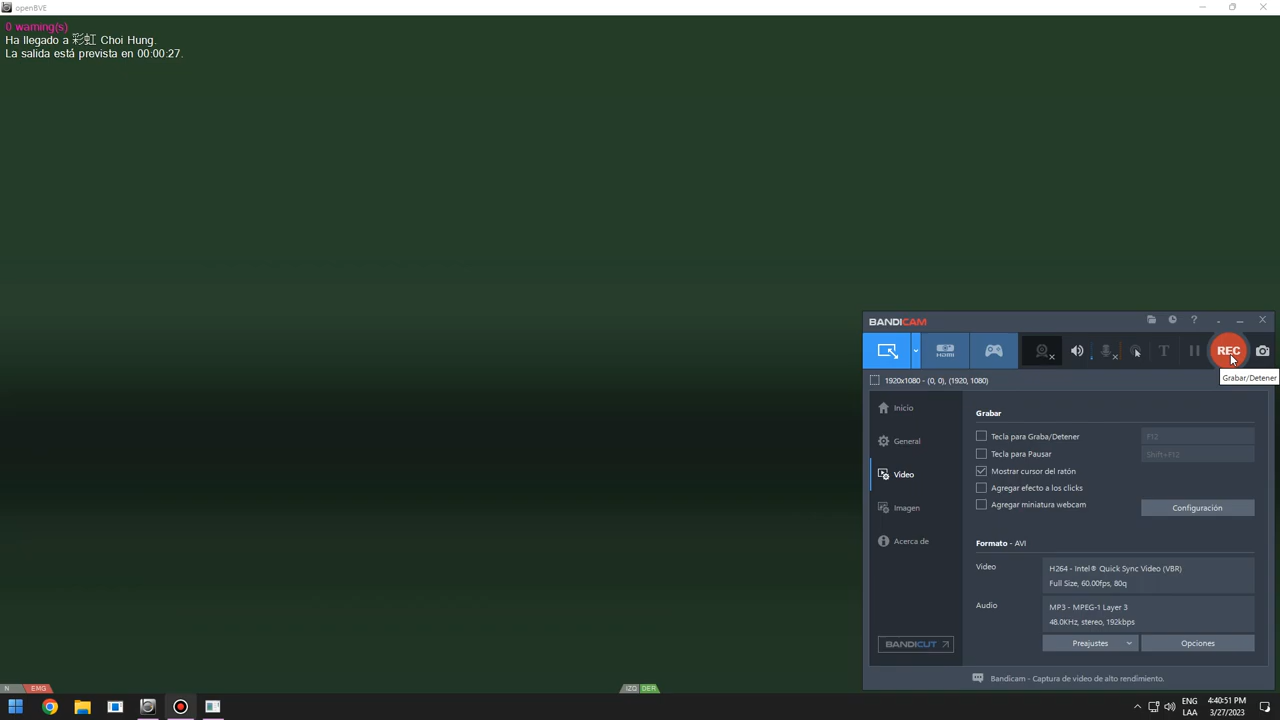 openBVE
0 warning(s)
Ha llegado a 彩虹 Choi Hung.
La salida está prevista en 00:00:27.
BANDICAM
HDMI
T
REC
Grabar/Detener
1920x1080 - (0, 0), (1920, 1080)
Inicio
General
Video
Imagen
Acerca de
BANDICUT
Grabar
Tecla para Graba/Detener
F12
Tecla para Pausar
Shift+F12
Mostrar cursor del ratón
Agregar efecto a los clicks
Agregar miniatura webcam
Configuración
Formato - AVI
Video
H264 - Intel® Quick Sync Video (VBR)
Full Size, 60.00fps, 80q
Audio
MP3 - MPEG-1 Layer 3
48.0KHz, stereo, 192kbps
Preajustes
Opciones
Bandicam - Captura de video de alto rendimiento.
N EMG
IZQ DER
ENG
LAA
4:40:51 PM
3/27/2023